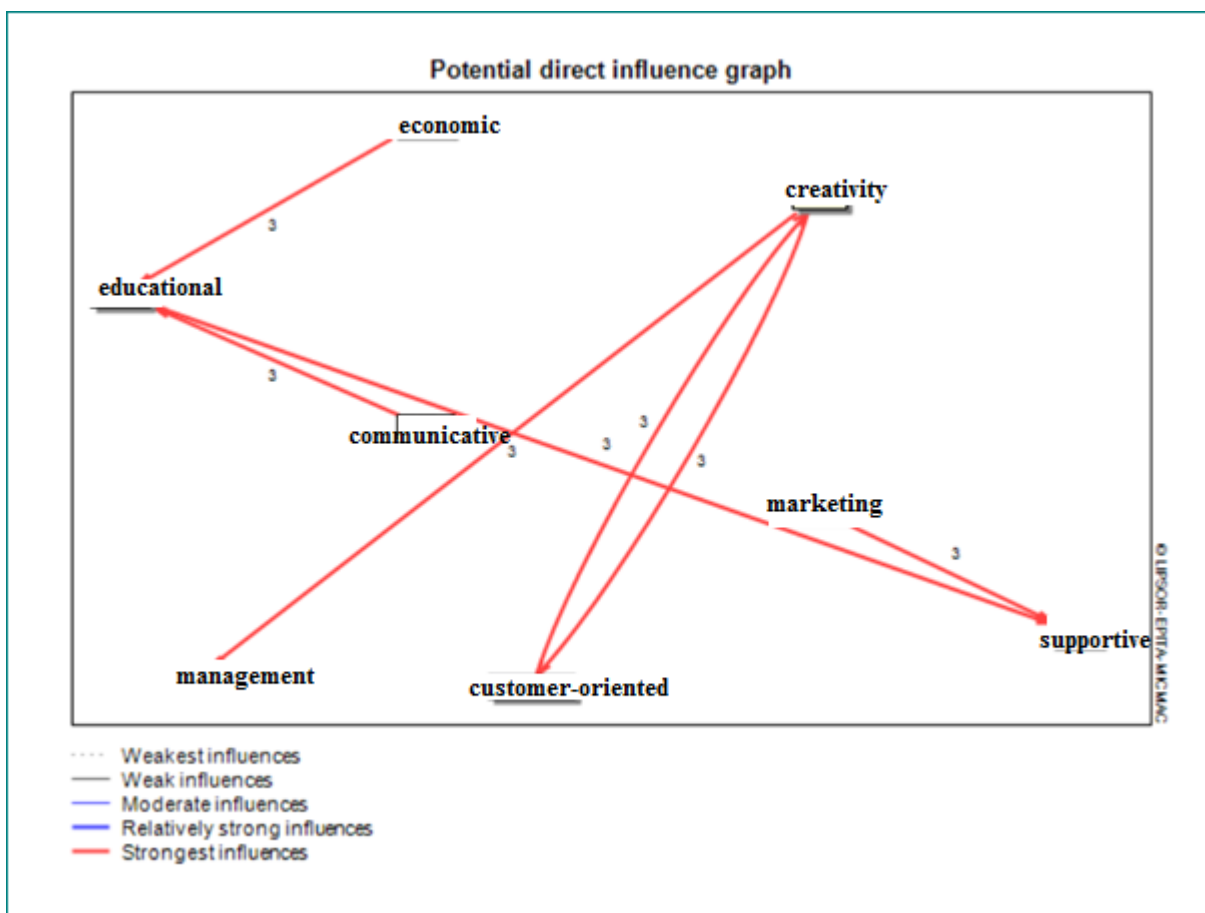 Potential direct influence graph
economic
creativity
3
educational
3
communicative
3
3
3
3
marketing
3
supportive
management
customer-oriented
© LIPSOR-EPITA-MICMAC
Weakest influences
Weak influences
Moderate influences
Relatively strong influences
Strongest influences